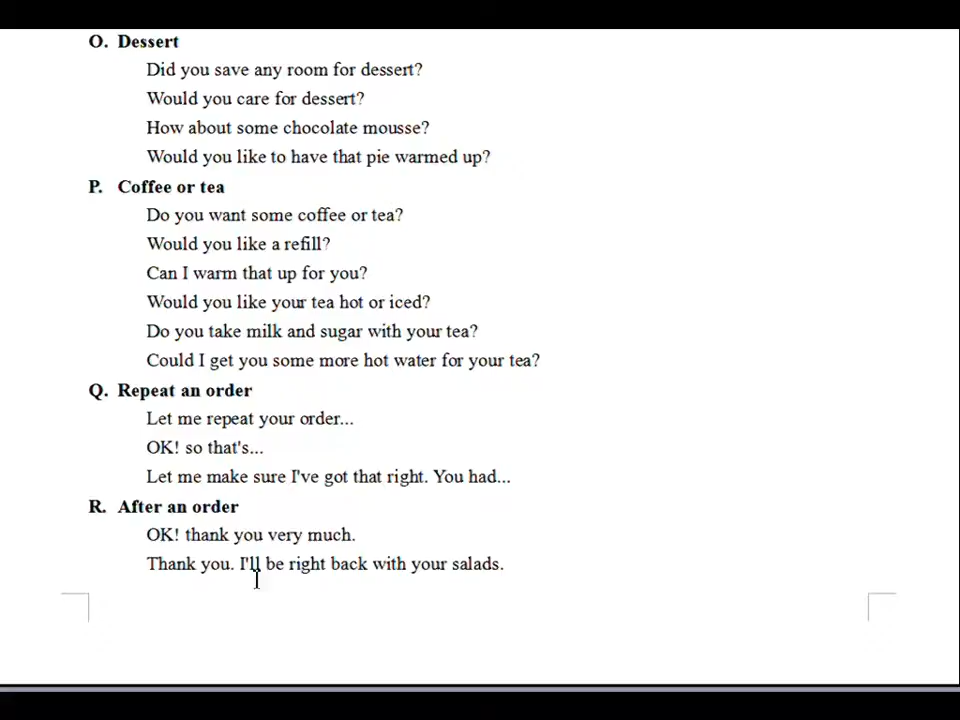 O. Dessert
Did you save any room for dessert?
Would you care for dessert?
How about some chocolate mousse?
Would you like to have that pie warmed up?
P. Coffee or tea
Do you want some coffee or tea?
Would you like a refill?
Can I warm that up for you?
Would you like your tea hot or iced?
Do you take milk and sugar with your tea?
Could I get you some more hot water for your tea?
Q. Repeat an order
Let me repeat your order...
OK! so that's...
Let me make sure I've got that right. You had...
R. After an order
OK! thank you very much.
Thank you. I'll be right back with your salads.